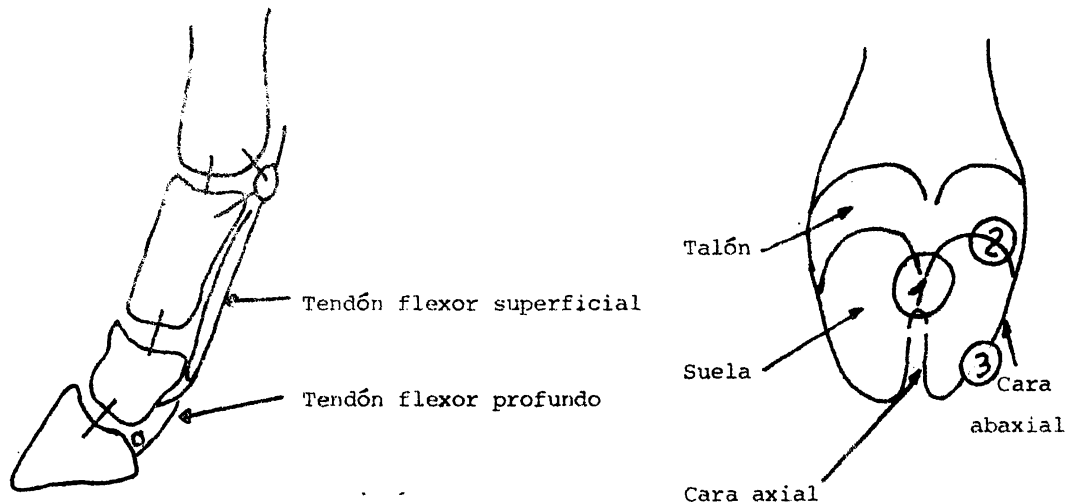 Tendón flexor superficial
Tendón flexor profundo
Talón
2
1
Suela
3
Cara
abaxial
Cara axial